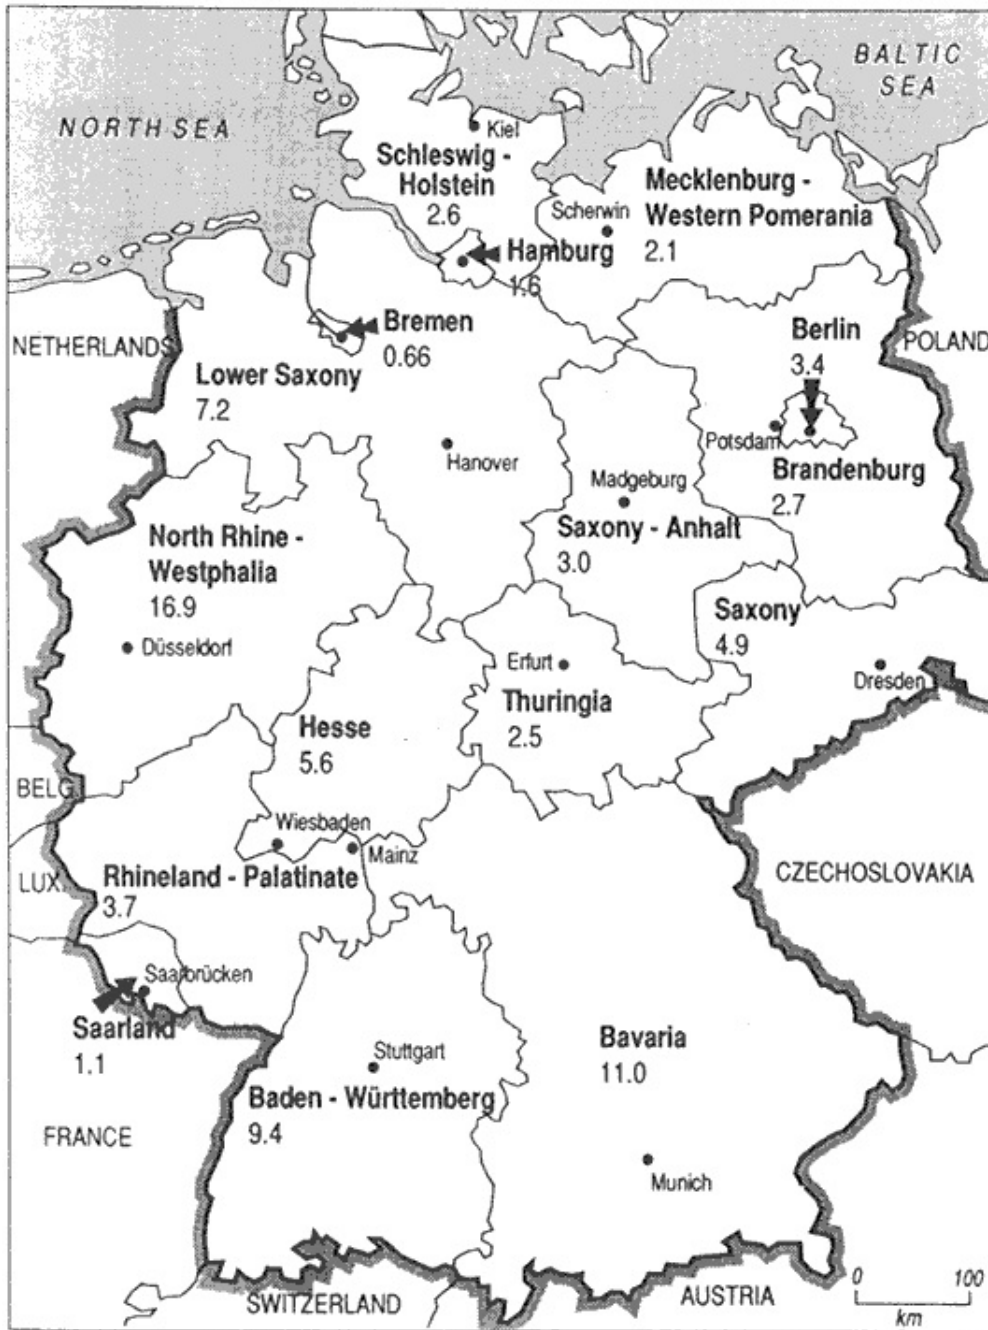 BALTIC
SEA
NORTH SEA
Kiel
Schleswig -
Holstein
2.6
Mecklenburg -
Western Pomerania
2.1
Scherwin
Hamburg
1.6
Bremen
0.66
Berlin
3.4
NETHERLANDS
POLAND
Lower Saxony
7.2
Hanover
Potsdam
Brandenburg
2.7
Madgeburg
Saxony - Anhalt
3.0
North Rhine -
Westphalia
16.9
Düsseldorf
Saxony
4.9
Dresden
Erfurt
Thuringia
2.5
Hesse
5.6
BELG.
Wiesbaden
Mainz
LUX.
Rhineland - Palatinate
3.7
CZECHOSLOVAKIA
Saarbrücken
Saarland
1.1
Stuttgart
Baden - Württemberg
9.4
Bavaria
11.0
FRANCE
Munich
SWITZERLAND
AUSTRIA
0 100
km